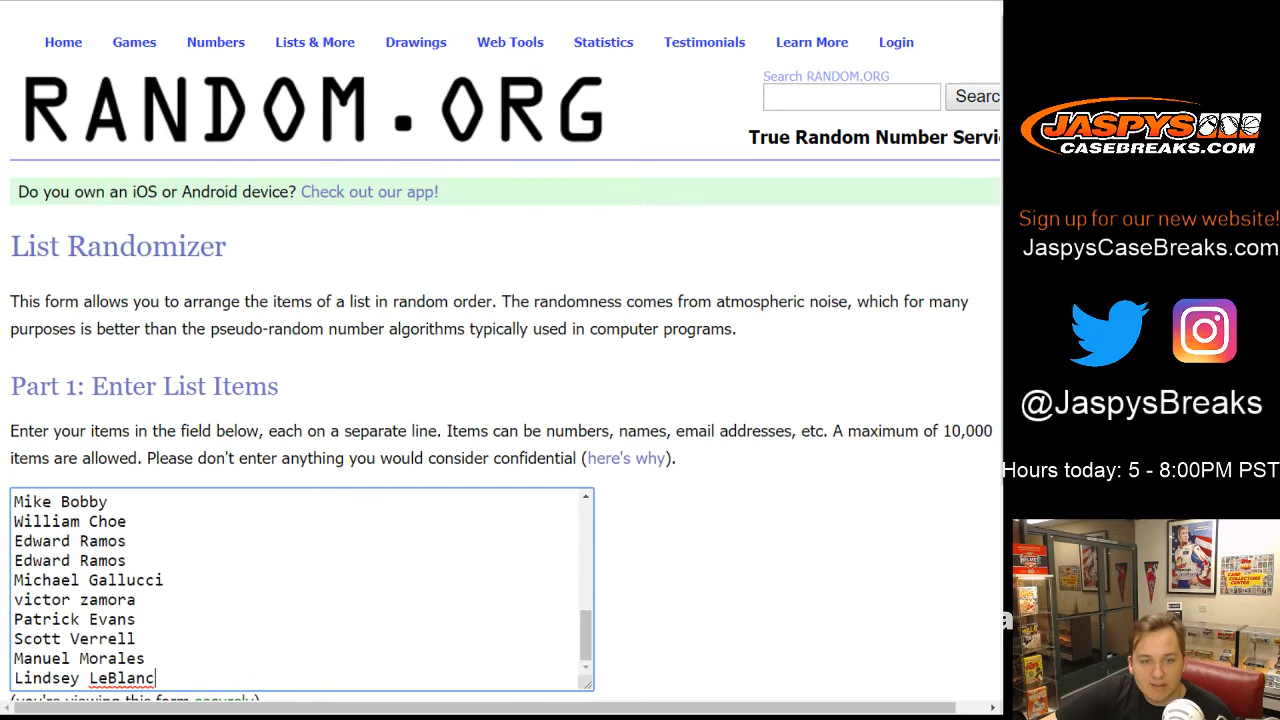 Home Games Numbers Lists & More Drawings Web Tools Statistics Testimonials Learn More Login
RANDOM.ORG
Search RANDOM.ORG
Searc
True Random Number Servi
Do you own an iOS or Android device? Check out our app!
List Randomizer
This form allows you to arrange the items of a list in random order. The randomness comes from atmospheric noise, which for many
purposes is better than the pseudo-random number algorithms typically used in computer programs.
Part 1: Enter List Items
Enter your items in the field below, each on a separate line. Items can be numbers, names, email addresses, etc. A maximum of 10,000
items are allowed. Please don't enter anything you would consider confidential (here's why).
Mike Bobby
William Choe
Edward Ramos
Edward Ramos
Michael Gallucci
victor zamora
Patrick Evans
Scott Verrell
Manuel Morales
Lindsey LeBlanc
(you're viewing this form securely)
JASPYS
CASEBREAKS.COM
Sign up for our new website!
JaspysCaseBreaks.com
@JaspysBreaks
Hours today: 5 - 8:00PM PST
a